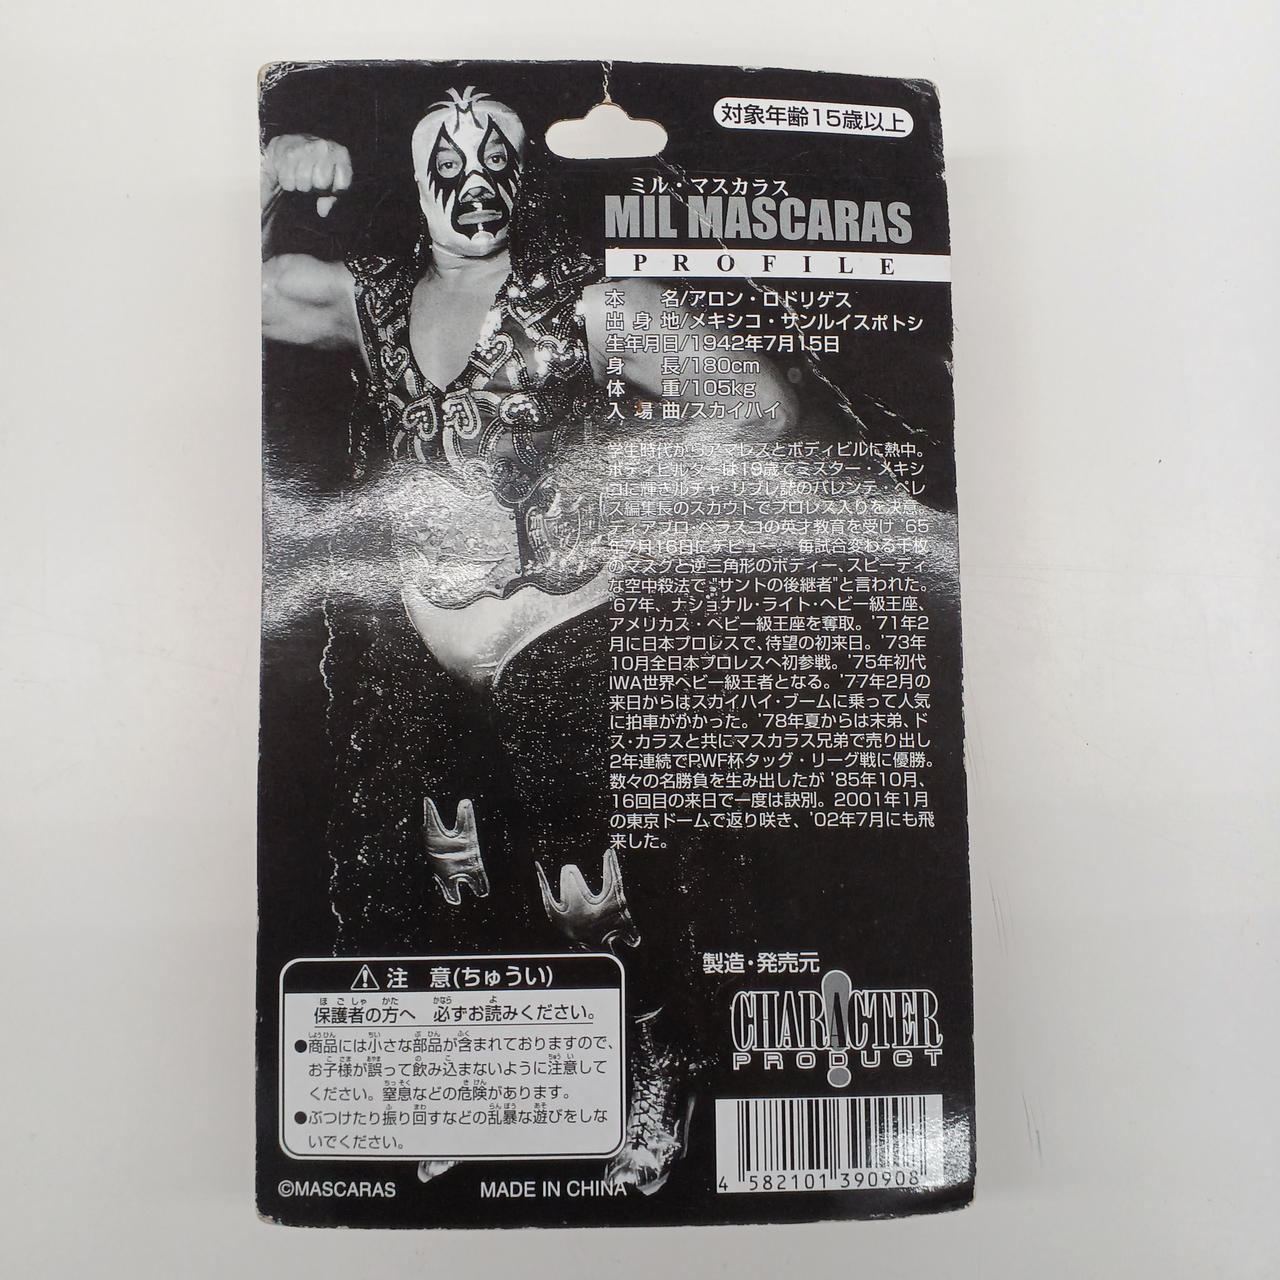 対象年齢15歳以上
ミル・マスカラス
MIL MASCARAS
PROFILE
本名/アロン・ロドリゲス
出身地/メキシコ・サンルイスポトシ
生年月日/1942年7月15日
身長/180cm
体重/105kg
入場曲/スカイハイ
学生時代からアマレスとボディビルに熱中。
ボディビルダーは19歳でミスター・メキシ
コに輝きルチャ・リブレ誌のバレンテ・ペレ
ス編集長のスカウトでプロレス入りを決意。
ディアブロ・ベラスコの英才教育を受け '65
年7月16日にデビュー。毎試合変わる千枚
のマスクと逆三角形のボディー、スピーディ
な空中殺法で"サントの後継者"と言われた。
'67年、ナショナル・ライト・ヘビー級王座、
アメリカス・ヘビー級王座を奪取。'71年2
月に日本プロレスで、待望の初来日。'73年
10月全日本プロレスへ初参戦。'75年初代
IWA世界ヘビー級王者となる。'77年2月の
来日からはスカイハイ・ブームに乗って人気
に拍車がかかった。'78年夏からは末弟、ド
ス・カラスと共にマスカラス兄弟で売り出し
2年連続でPWF杯タッグ・リーグ戦に優勝。
数々の名勝負を生み出したが '85年10月、
16回目の来日で一度は訣別。2001年1月
の東京ドームで返り咲き、'02年7月にも飛
来した。
注 意(ちゅうい)
保護者の方へ 必ずお読みください。
●商品には小さな部品が含まれておりますので、
お子様が誤って飲み込まないように注意して
ください。窒息などの危険があります。
●ぶつけたり振り回すなどの乱暴な遊びをしな
いでください。
製造・発売元
CHARACTER
PRODUCT
4 582101 390908
©MASCARAS
MADE IN CHINA